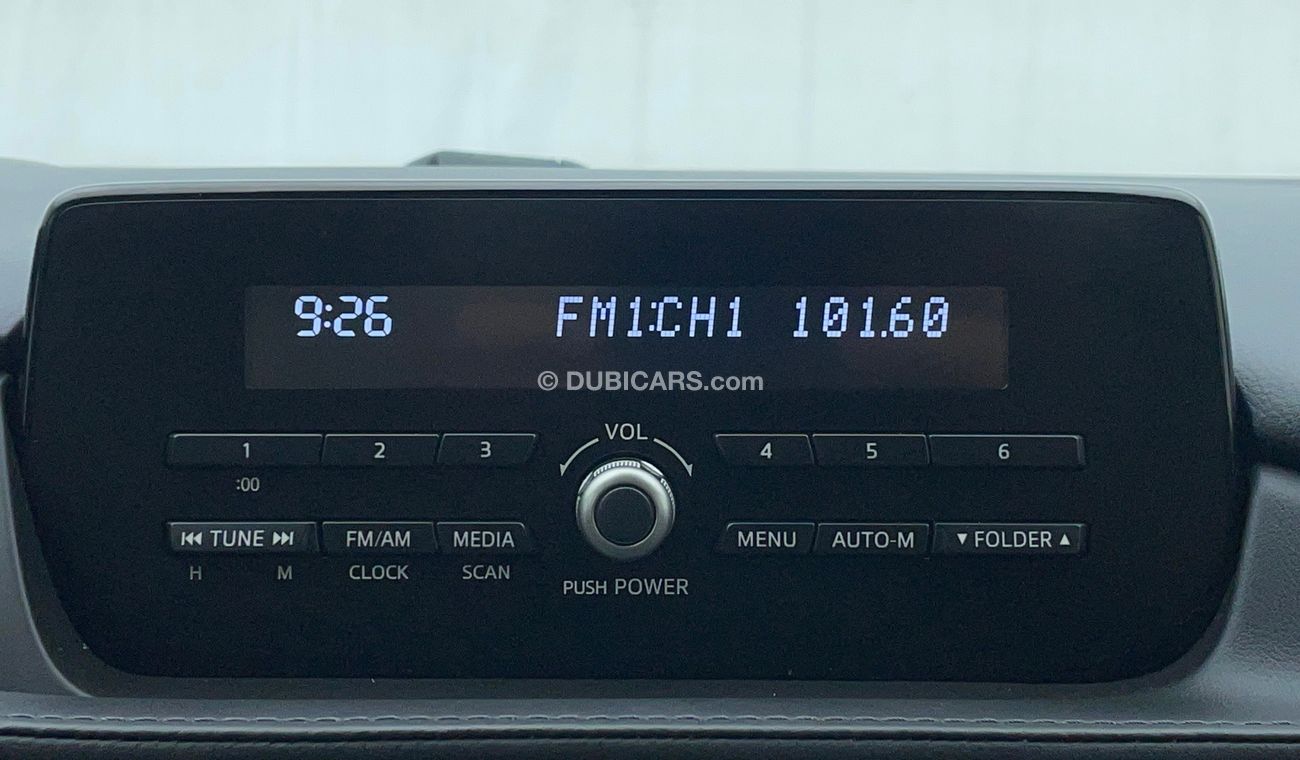 9:26 FM1:CH1 101.60
© DUBICARS.com
VOL
1 2 3 4 5 6
:00
⏮ TUNE ⏭ FM/AM MEDIA MENU AUTO-M ▼ FOLDER ▲
H M CLOCK SCAN
PUSH POWER